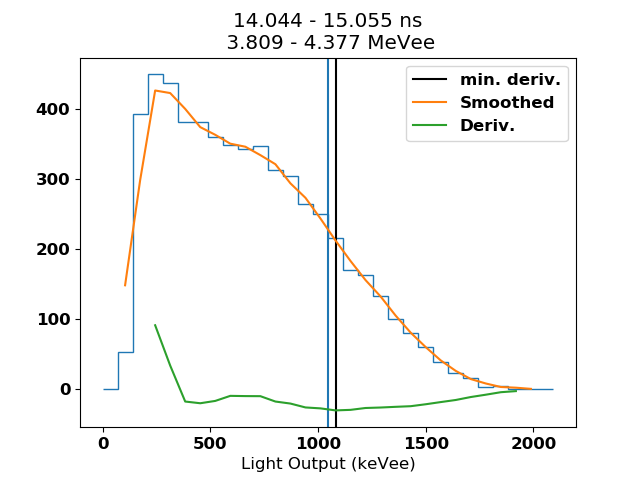 14.044 - 15.055 ns
3.809 - 4.377 MeVee
min. deriv.
Smoothed
Deriv.
400
300
200
100
0
0 500 1000 1500 2000
Light Output (keVee)